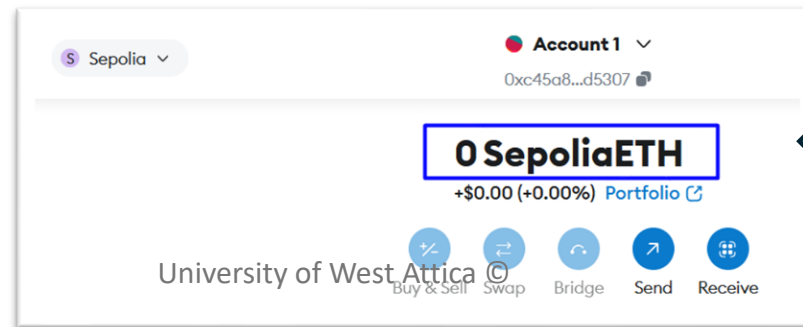 S Sepolia
Account 1
0xc45a8...d5307
0 SepoliaETH
+$0.00 (+0.00%) Portfolio
University of West Attica ©
Buy & Sell Swap Bridge Send Receive